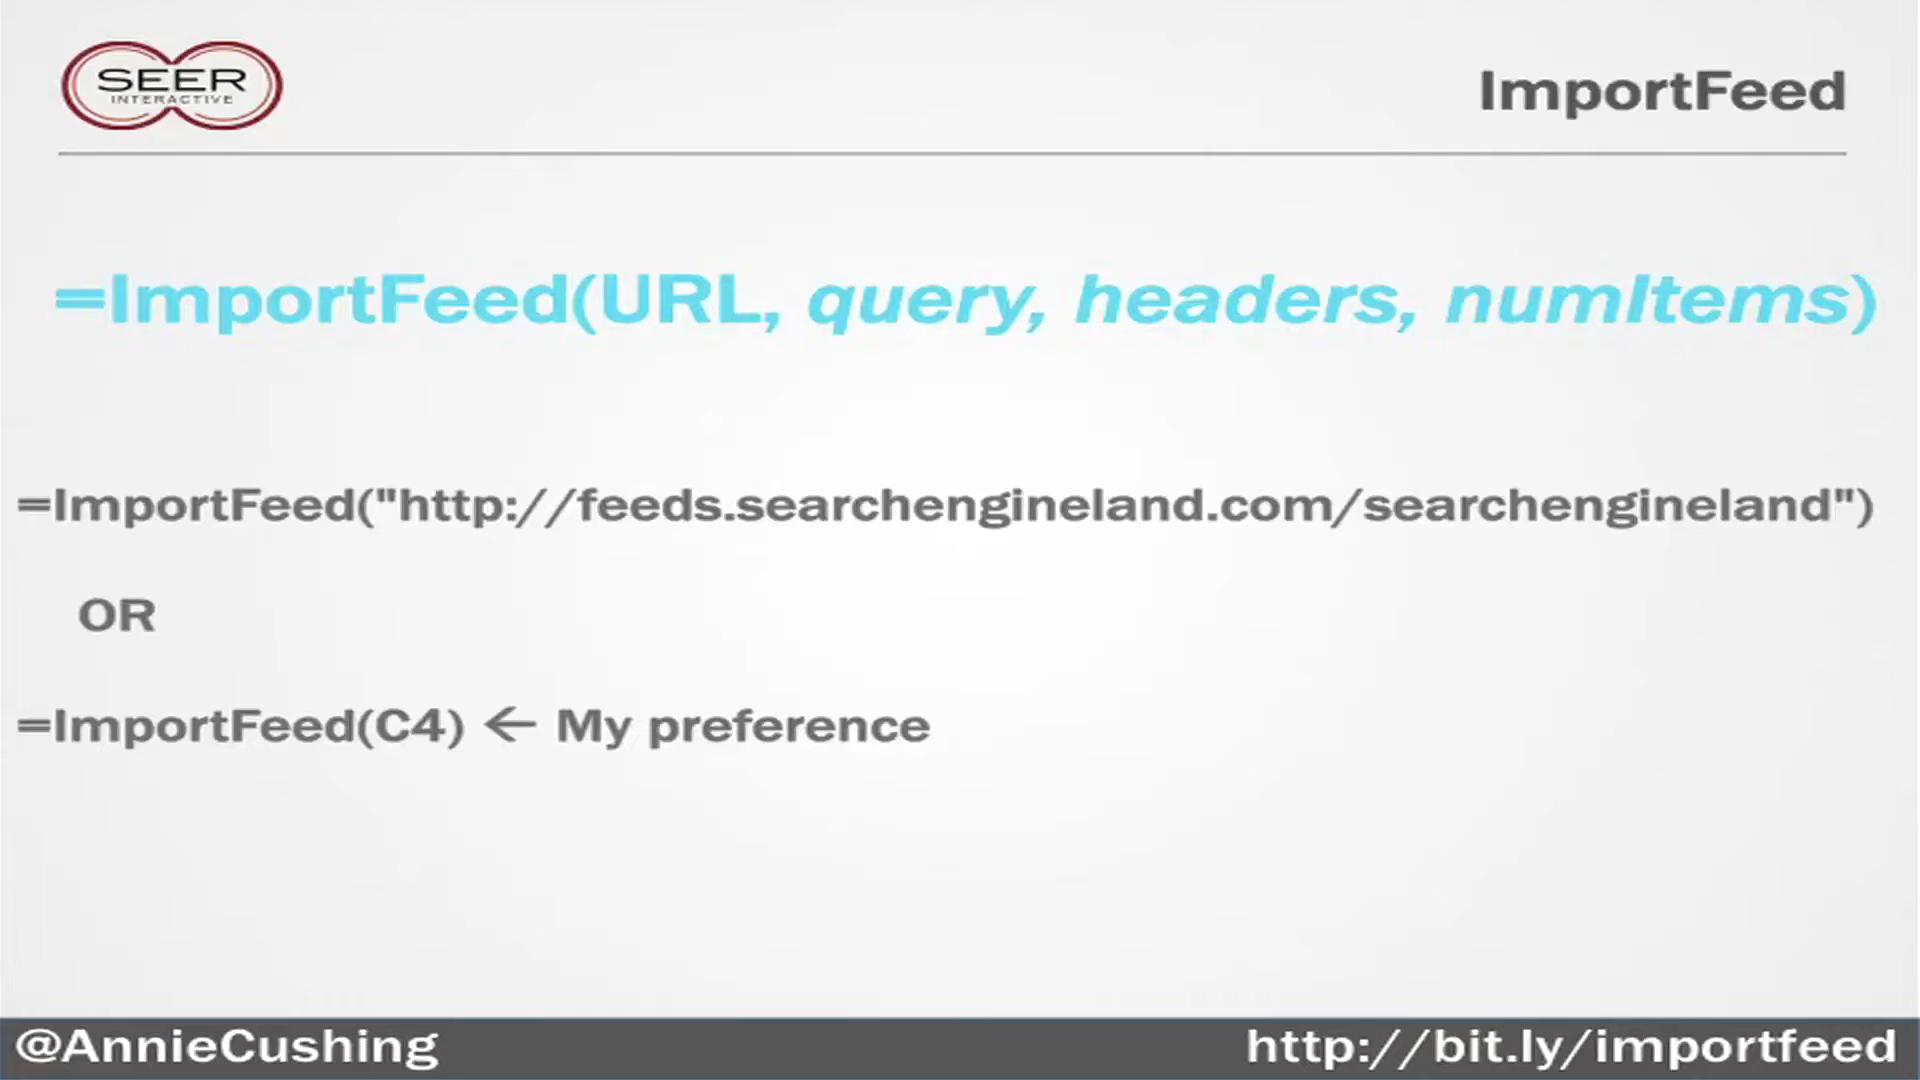 SEER
INTERACTIVE
ImportFeed
=ImportFeed(URL, query, headers, numItems)
=ImportFeed("http://feeds.searchengineland.com/searchengineland")
OR
=ImportFeed(C4) ← My preference
@AnnieCushing
http://bit.ly/importfeed